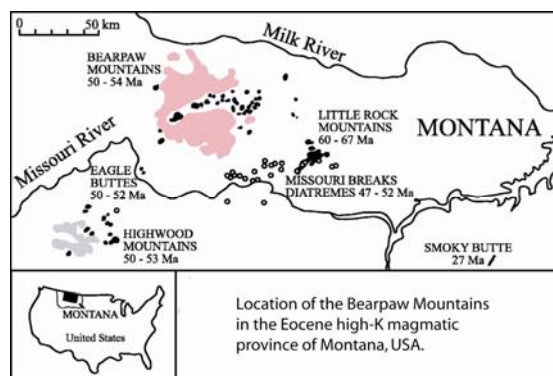 0 50 km
BEARPAW
MOUNTAINS
50 - 54 Ma
Milk River
LITTLE ROCK
MOUNTAINS
60 - 67 Ma
MONTANA
Missouri River
EAGLE
BUTTES
50 - 52 Ma
MISSOURI BREAKS
DIATREMES 47 - 52 Ma
HIGHWOOD
MOUNTAINS
50 - 53 Ma
SMOKY BUTTE
27 Ma
MONTANA
United States
Location of the Bearpaw Mountains
in the Eocene high-K magmatic
province of Montana, USA.